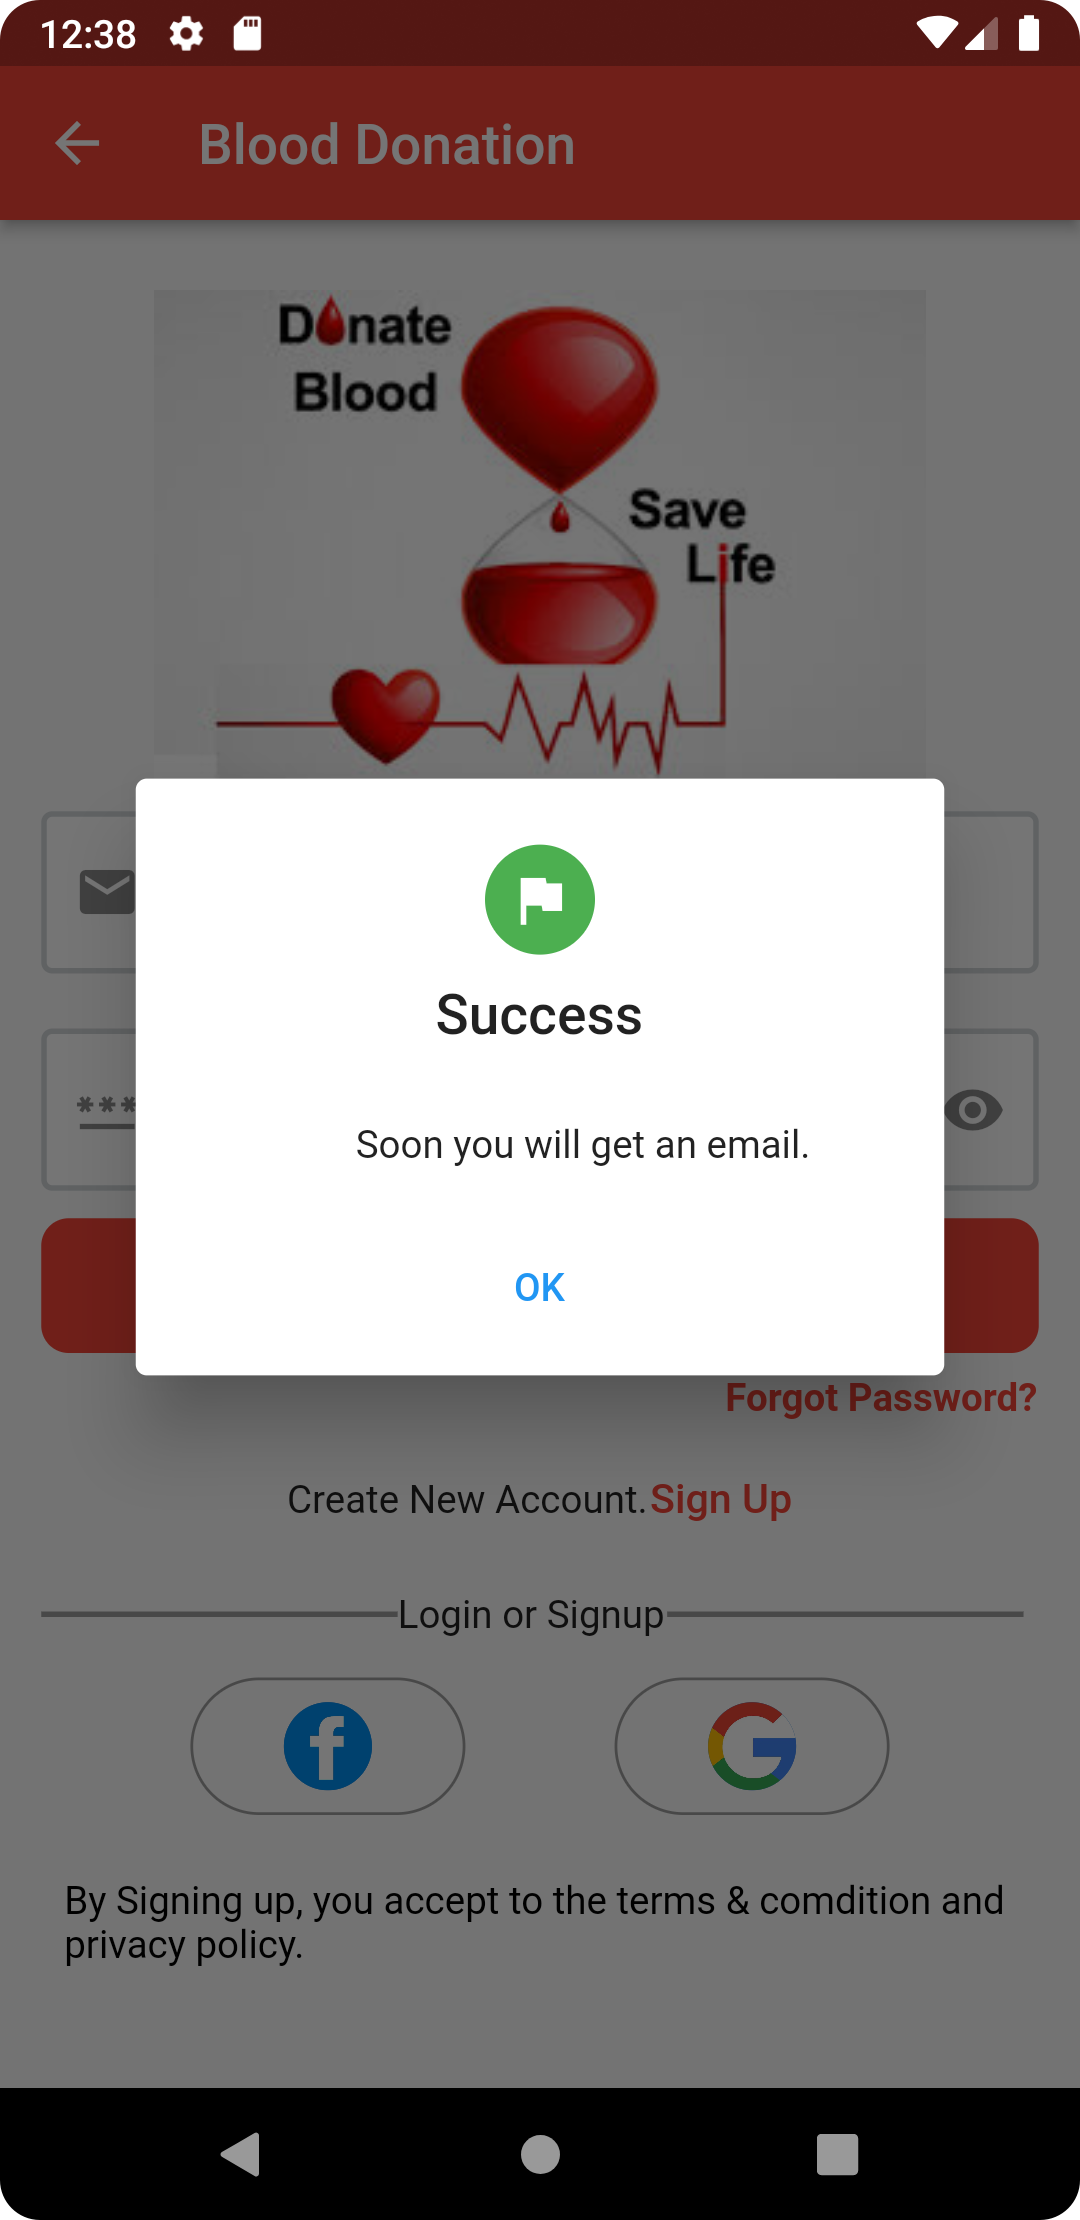 12:38
Blood Donation
Donate
Blood
Save
Life
***
Success
Soon you will get an email.
OK
Forgot Password?
Create New Account. Sign Up
Login or Signup
By Signing up, you accept to the terms & comdition and
privacy policy.